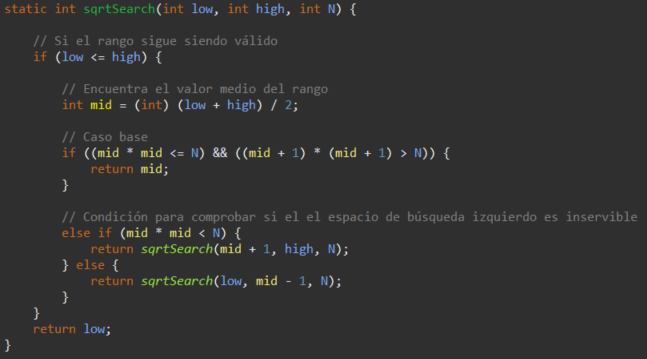 static int sqrtSearch(int low, int high, int N) {
// Si el rango sigue siendo válido
if (low <= high) {
// Encuentra el valor medio del rango
int mid = (int) (low + high) / 2;
// Caso base
if ((mid * mid <= N) && ((mid + 1) * (mid + 1) > N)) {
return mid;
}
// Condición para comprobar si el el espacio de búsqueda izquierdo es inservible
else if (mid * mid < N) {
return sqrtSearch(mid + 1, high, N);
} else {
return sqrtSearch(low, mid - 1, N);
}
}
return low;
}